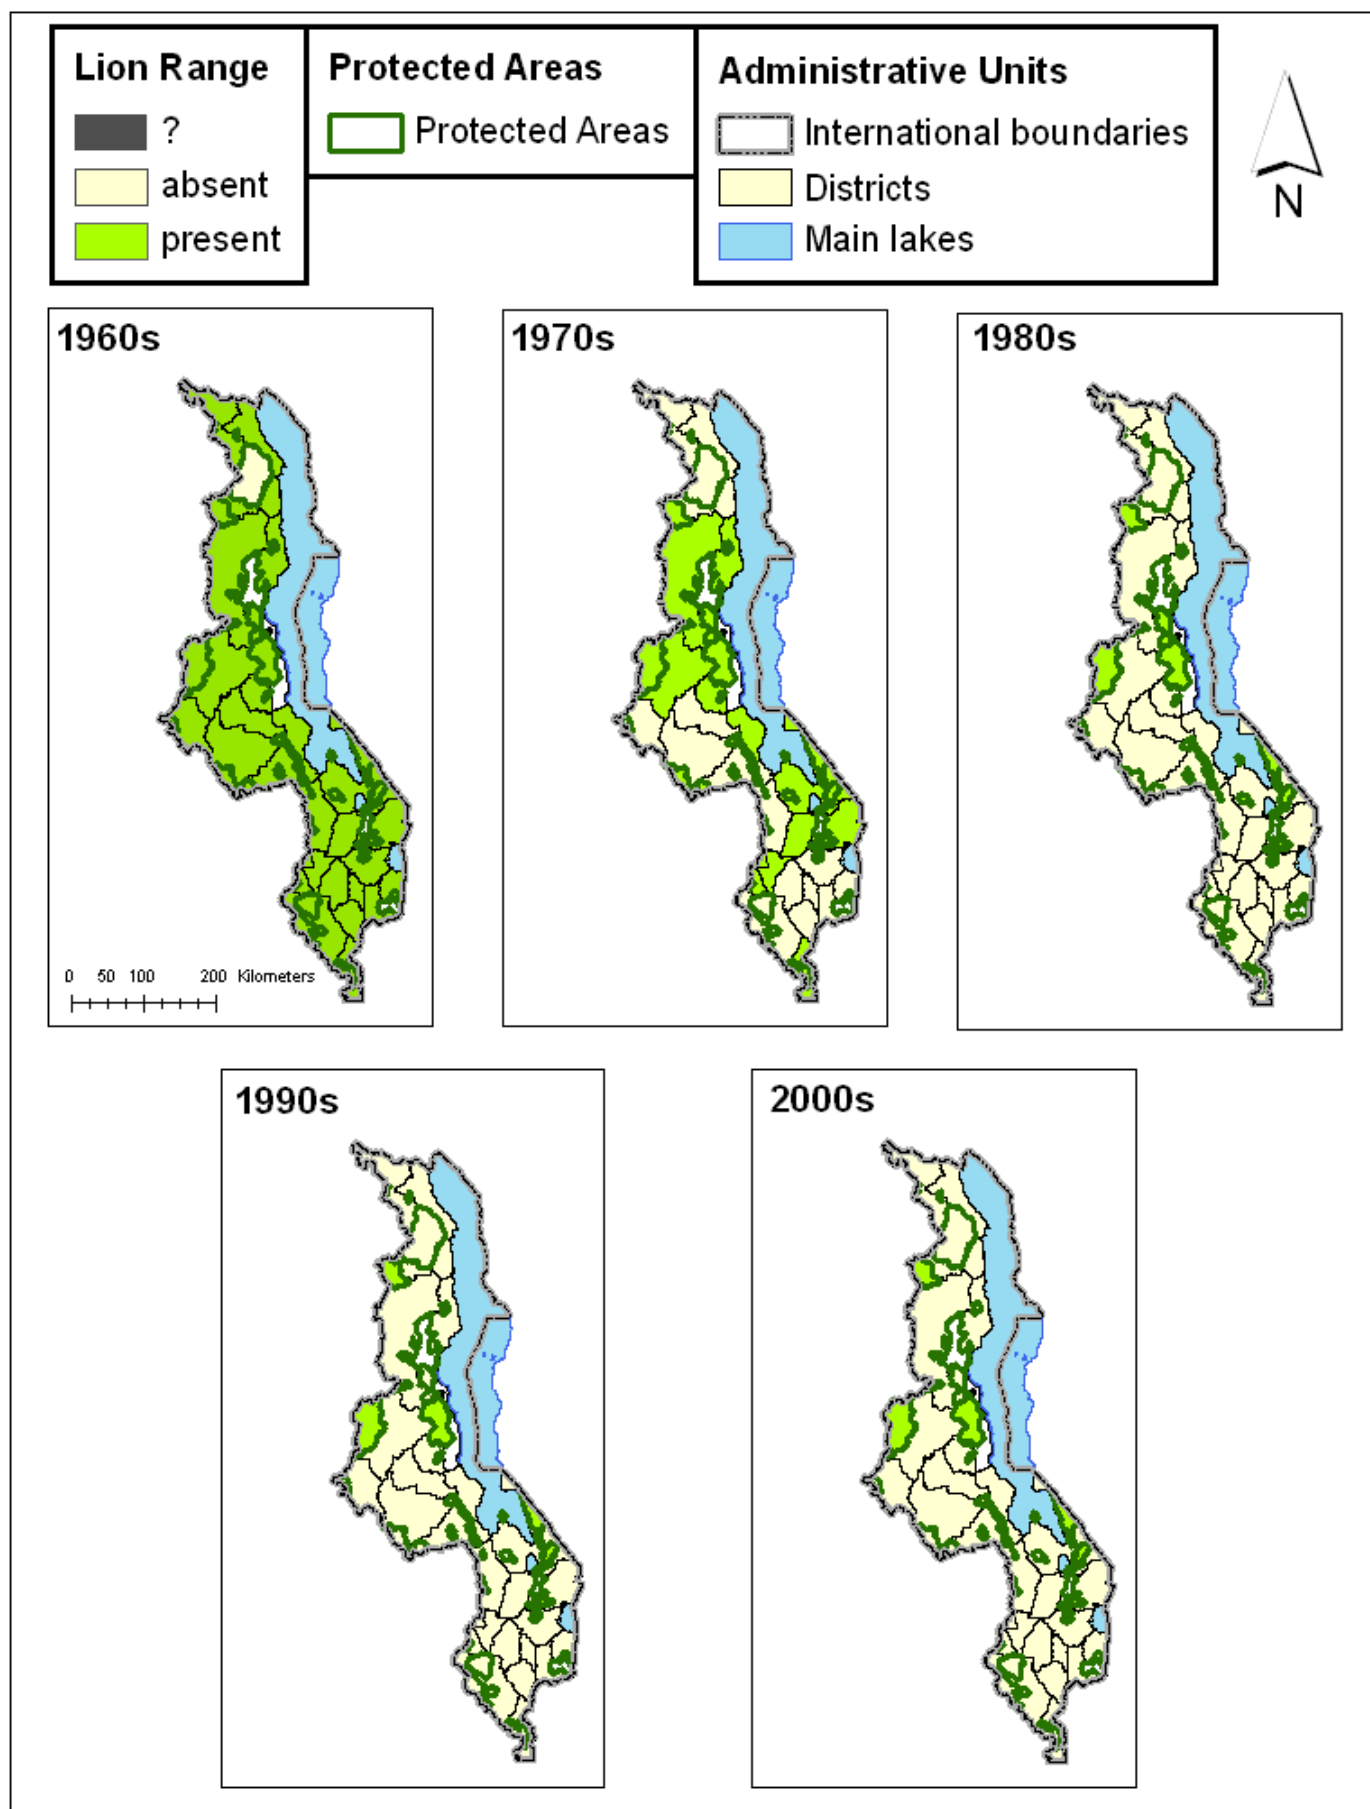 Lion Range
?
absent
present
Protected Areas
Protected Areas
Administrative Units
International boundaries
Districts
Main lakes
N
1960s
0 50 100 200 Kilometers
1970s
1980s
1990s
2000s